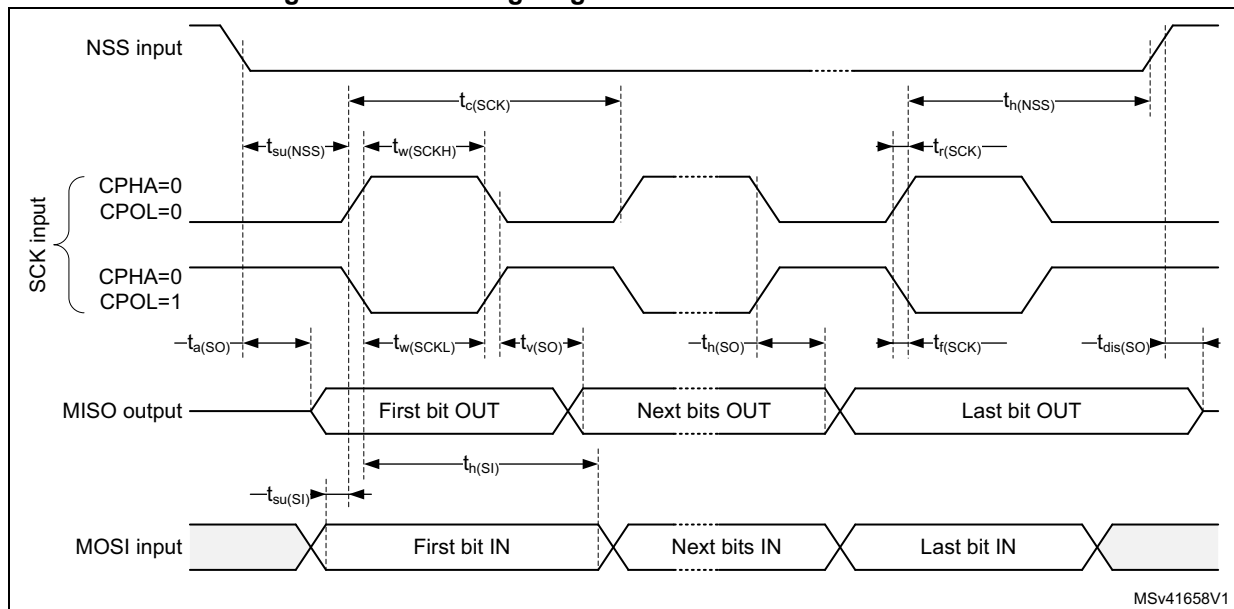 NSS input
tc(SCK)
th(NSS)
tsu(NSS)
tw(SCKH)
tr(SCK)
SCK input
CPHA=0
CPOL=0
CPHA=0
CPOL=1
ta(SO)
tw(SCKL)
tv(SO)
th(SO)
tf(SCK)
tdis(SO)
MISO output
First bit OUT
Next bits OUT
Last bit OUT
th(SI)
tsu(SI)
MOSI input
First bit IN
Next bits IN
Last bit IN
MSv41658V1